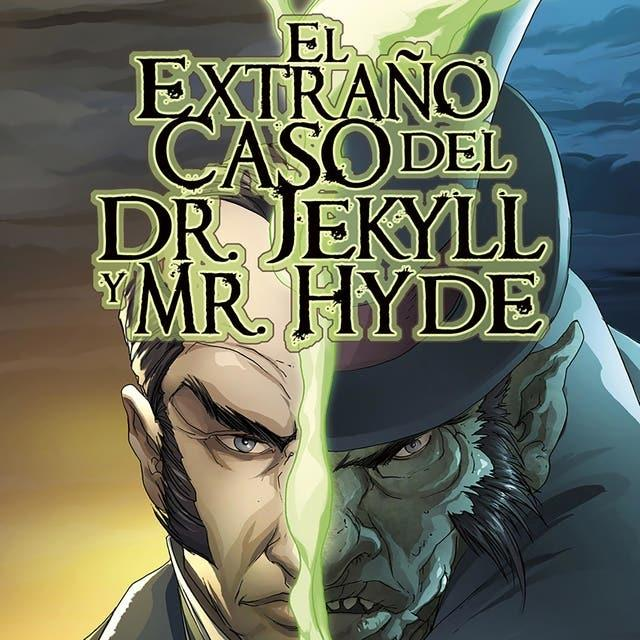 EL
EXTRAÑO
CASO DEL
DR. JEKYLL
Y MR. HYDE